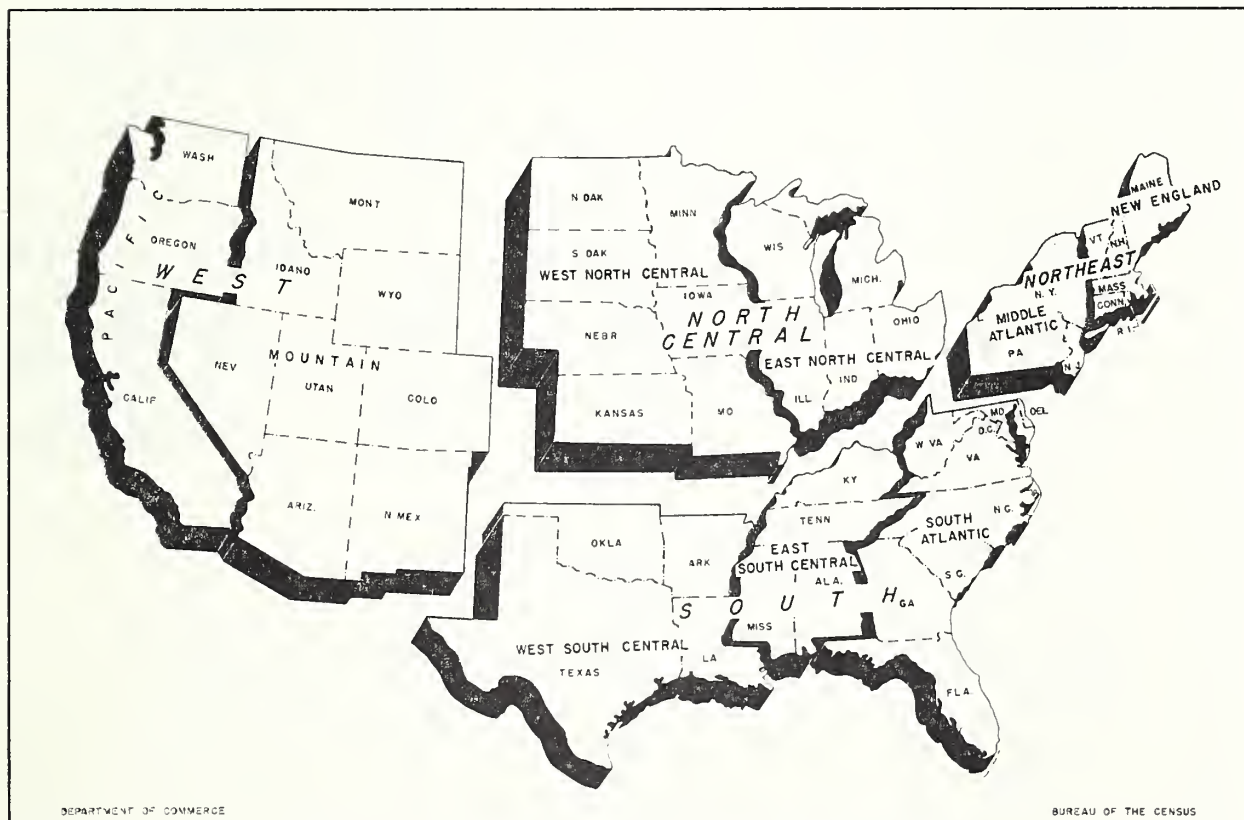 WASH
PACIFIC
OREGON
WEST
CALIF
MONT
IDAHO
WYO
NEV
MOUNTAIN
UTAH
COLO
ARIZ.
N MEX
N DAK
MINN
S DAK
WEST NORTH CENTRAL
IOWA
NEBR
KANSAS
MO
WIS
MICH.
NORTH
CENTRAL
OHIO
EAST NORTH CENTRAL
IND
ILL
MAINE
NEW ENGLAND
VT
NH
NORTHEAST
MASS
CONN.
R I
N.Y.
MIDDLE
ATLANTIC
PA
N J
MD
DEL
D.C.
W VA
VA
KY
TENN
N.C.
SOUTH
ATLANTIC
S C.
EAST
SOUTH CENTRAL
ALA.
SOUTH
GA
MISS
OKLA
ARK
WEST SOUTH CENTRAL
TEXAS
LA
FLA.
DEPARTMENT OF COMMERCE
BUREAU OF THE CENSUS